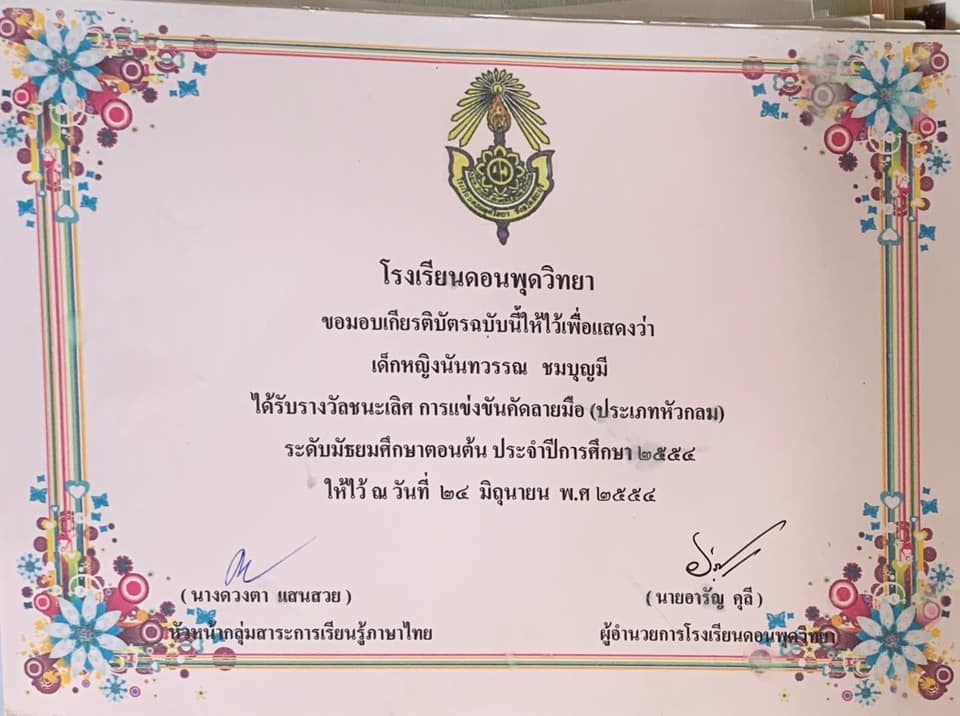 โรงเรียนดอนพุดวิทยา
ขอมอบเกียรติบัตรฉบับนี้ให้ไว้เพื่อแสดงว่า
เด็กหญิงนันทวรรณ ชมบุญมี
ได้รับรางวัลชนะเลิศ การแข่งขันคัดลายมือ (ประเภทหัวกลม)
ระดับมัธยมศึกษาตอนต้น ประจำปีการศึกษา ๒๕๕๔
ให้ไว้ ณ วันที่ ๒๔ มิถุนายน พ.ศ ๒๕๕๔
( นางดวงตา แสนสวย )
หัวหน้ากลุ่มสาระการเรียนรู้ภาษาไทย
( นายอารัญ คุลี )
ผู้อำนวยการโรงเรียนดอนพุดวิทยา